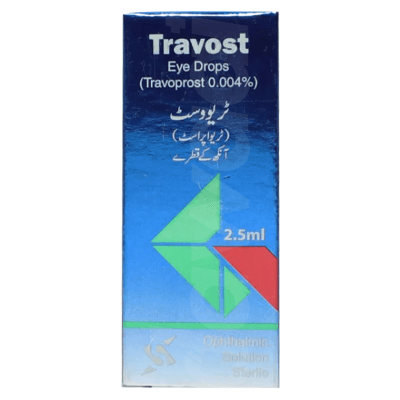 Travost
Eye Drops
(Travoprost 0.004%)
ٹریووسٹ
(ٹریواپراسٹ)
آنکھ کے قطرے
2.5ml
Ophthalmic
Solution
Sterile